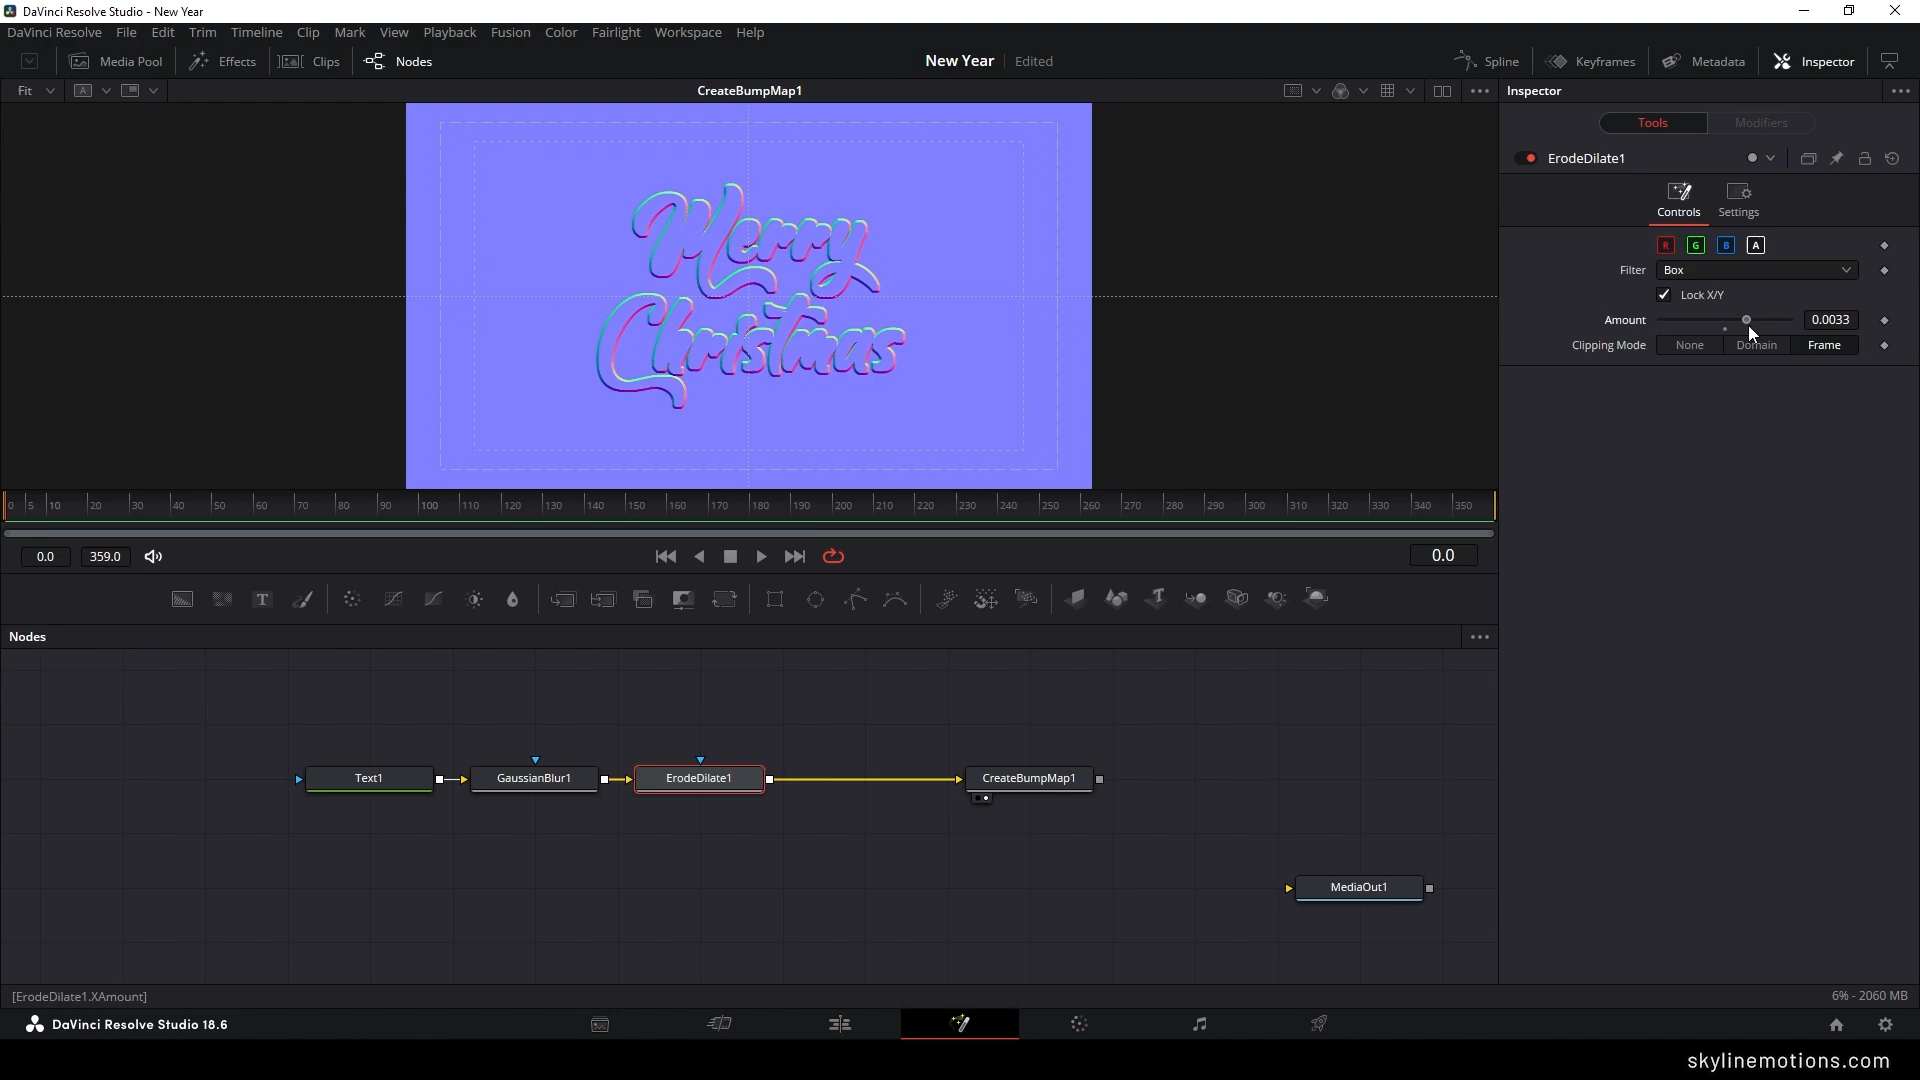 DaVinci Resolve Studio - New Year
DaVinci Resolve File Edit Trim Timeline Clip Mark View Playback Fusion Color Fairlight Workspace Help
Media Pool Effects Clips Nodes New Year Edited Spline Keyframes Metadata Inspector
Fit A CreateBumpMap1 Inspector
Tools Modifiers
ErodeDilate1
Controls Settings
R G B A
Filter Box
Lock X/Y
Amount 0.0033
Clipping Mode None Domain Frame
Merry
Christmas
0 5 10 20 30 40 50 60 70 80 90 100 110 120 130 140 150 160 170 180 190 200 210 220 230 240 250 260 270 280 290 300 310 320 330 340 350
0.0 359.0 0.0
T T
Nodes
Text1 GaussianBlur1 ErodeDilate1 CreateBumpMap1
MediaOut1
[ErodeDilate1.XAmount] 6% - 2060 MB
DaVinci Resolve Studio 18.6
skylinemotions.com